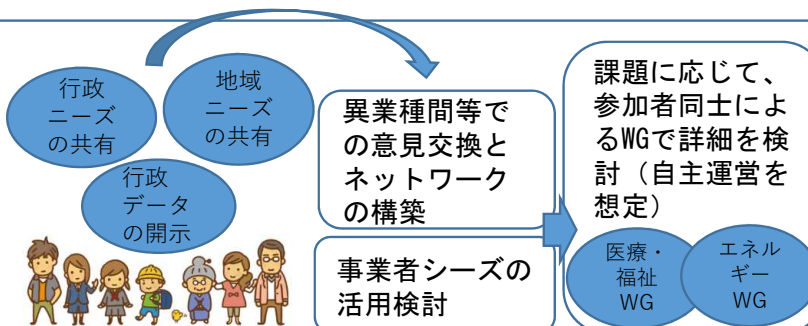 行政
ニーズ
の共有
地域
ニーズ
の共有
行政
データ
の開示
異業種間等で
の意見交換と
ネットワーク
の構築
事業者シーズの
活用検討
課題に応じて、
参加者同士によ
るWGで詳細を検
討（自主運営を
想定）
医療・
福祉
WG
エネル
ギー
WG